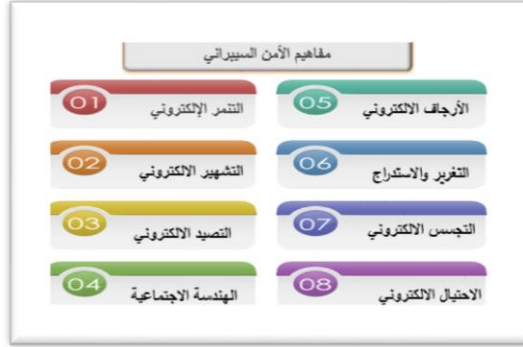 مفاهيم الأمن السيبراني
01 التنمر الإلكتروني
02 التشهير الالكتروني
03 التصيد الالكتروني
04 الهندسة الاجتماعية
05 الأرجاف الالكتروني
06 التغرير والاستدراج
07 التجسس الالكتروني
08 الاحتيال الالكتروني